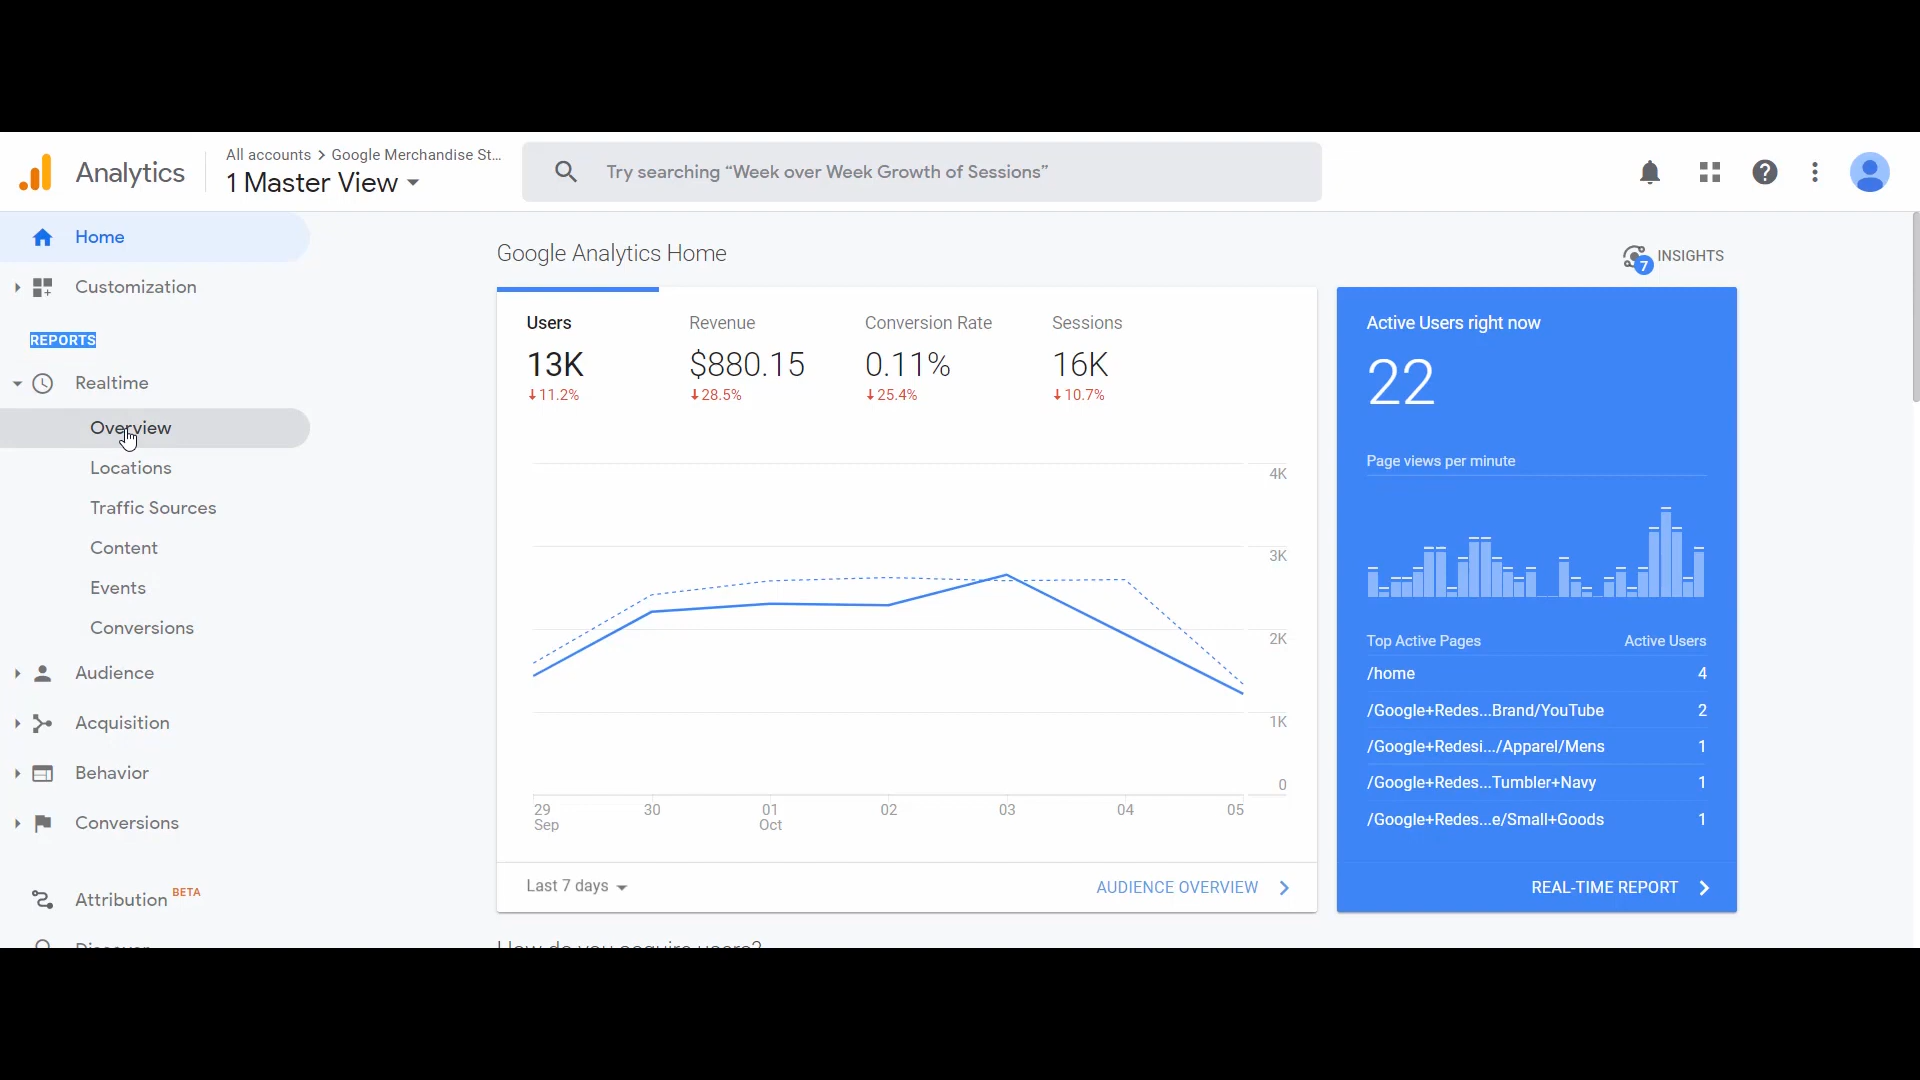 Analytics
All accounts > Google Merchandise St...
1 Master View
Try searching “Week over Week Growth of Sessions”
Home
Customization
REPORTS
Realtime
Overview
Locations
Traffic Sources
Content
Events
Conversions
Audience
Acquisition
Behavior
Conversions
Attribution BETA
Google Analytics Home
7 INSIGHTS
Users Revenue Conversion Rate Sessions
13K $880.15 0.11% 16K
↓11.2% ↓28.5% ↓25.4% ↓10.7%
4K
3K
2K
1K
0
29 30 01 02 03 04 05
Sep Oct
Last 7 days
AUDIENCE OVERVIEW
Active Users right now
22
Page views per minute
Top Active Pages Active Users
/home 4
/Google+Redes...Brand/YouTube 2
/Google+Redesi.../Apparel/Mens 1
/Google+Redes...Tumbler+Navy 1
/Google+Redes...e/Small+Goods 1
REAL-TIME REPORT
How do you acquire users?